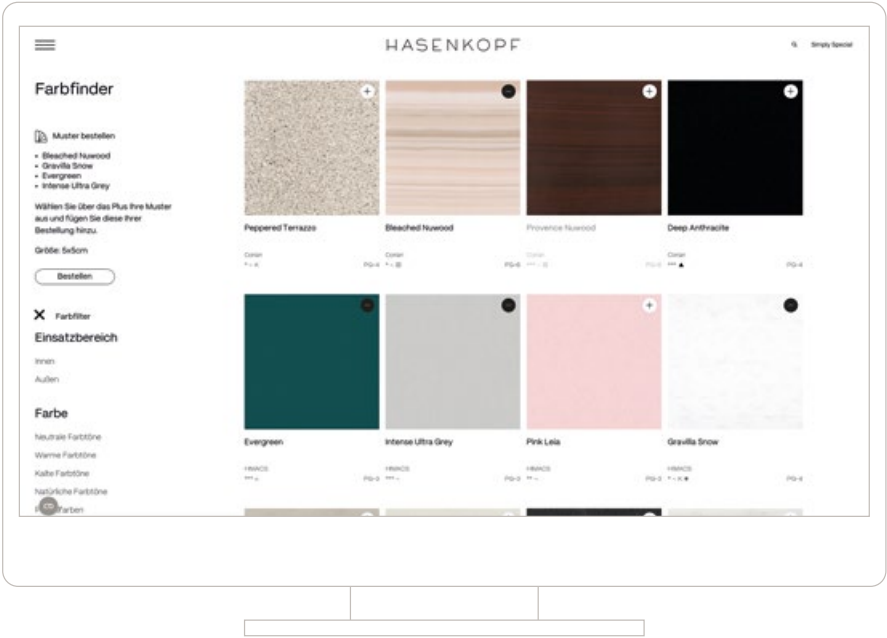 HASENKOPF
Simply Special
Farbfinder
Muster bestellen
Bleached Nuwood
Gravilla Snow
Evergreen
Intense Ultra Grey
Wählen Sie über das Plus Ihre Muster
aus und fügen Sie diese Ihrer
Bestellung hinzu.
Größe: 5x5cm
Bestellen
Farbfilter
Einsatzbereich
Innen
Außen
Farbe
Neutrale Farbtöne
Warme Farbtöne
Kalte Farbtöne
Natürliche Farbtöne
Peppered Terrazzo
Corian
PG-4
Bleached Nuwood
Corian
PG-6
Provence Nuwood
Corian
Deep Anthracite
Corian
PG-4
Evergreen
HIMACS
PG-3
Intense Ultra Grey
HIMACS
PG-3
Pink Leia
HIMACS
PG-3
Gravilla Snow
HIMACS
PG-4